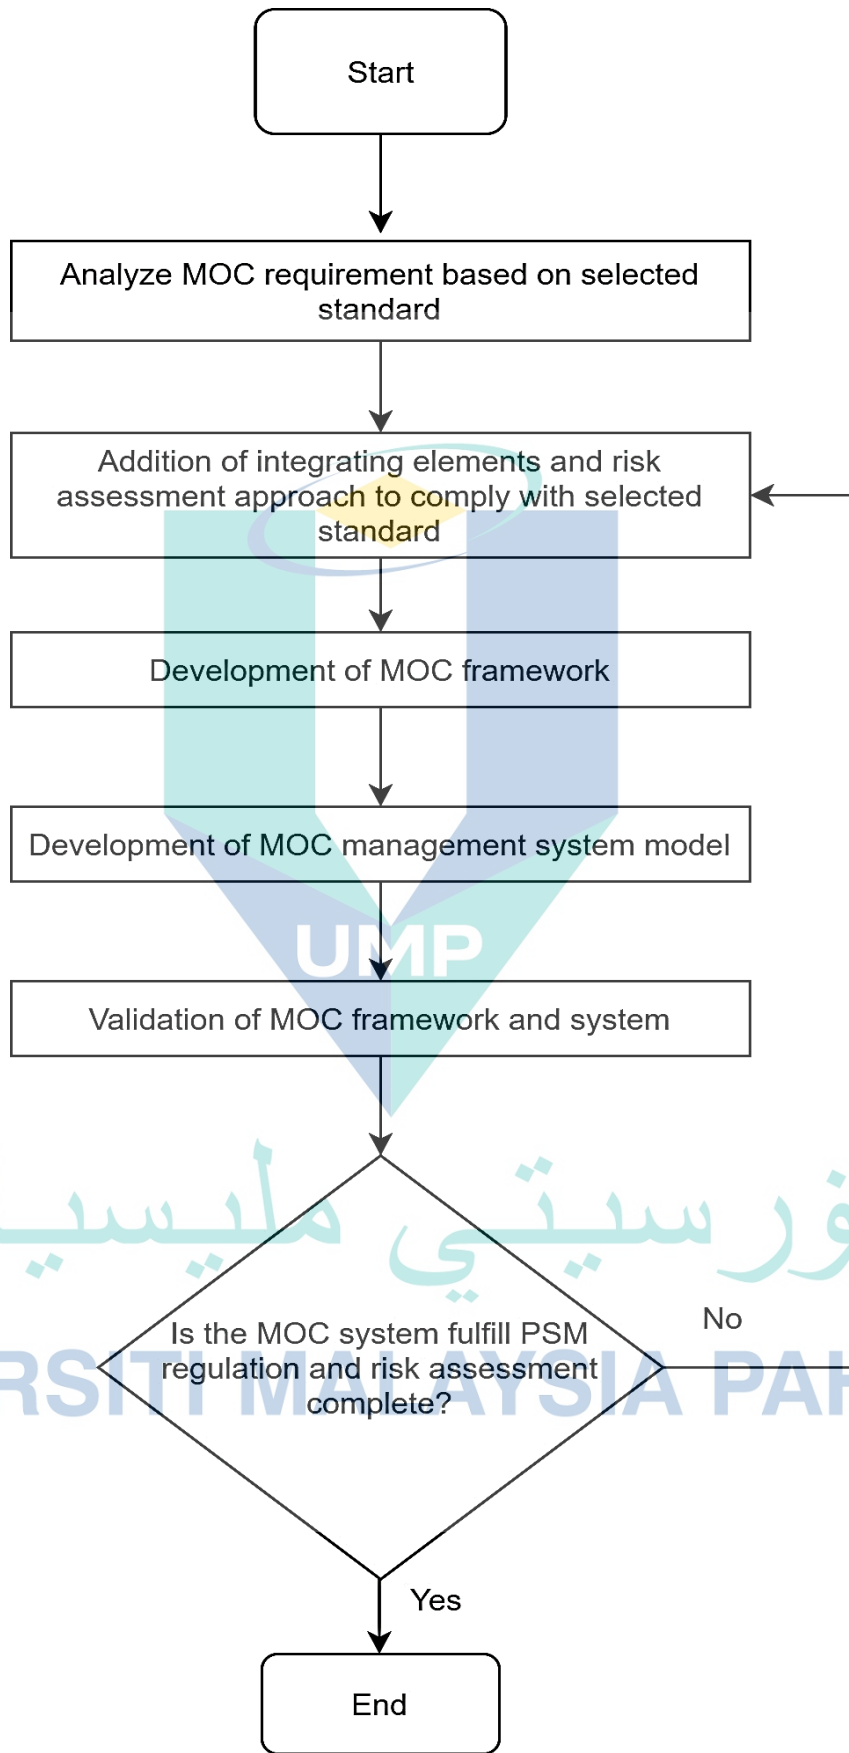 Start
Analyze MOC requirement based on selected
standard
Addition of integrating elements and risk
assessment approach to comply with selected
standard
Development of MOC framework
Development of MOC management system model
UMP
Validation of MOC framework and system
ورسيتي مليسيا
Is the MOC system fulfill PSM
regulation and risk assessment
complete?
No
RSITI MALAYSIA PAH
Yes
End